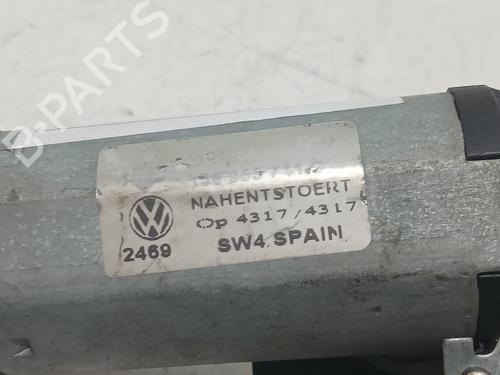 NAHENTSTOERT
Op 4317/4317
2469
SW4 SPAIN
B-PARTS